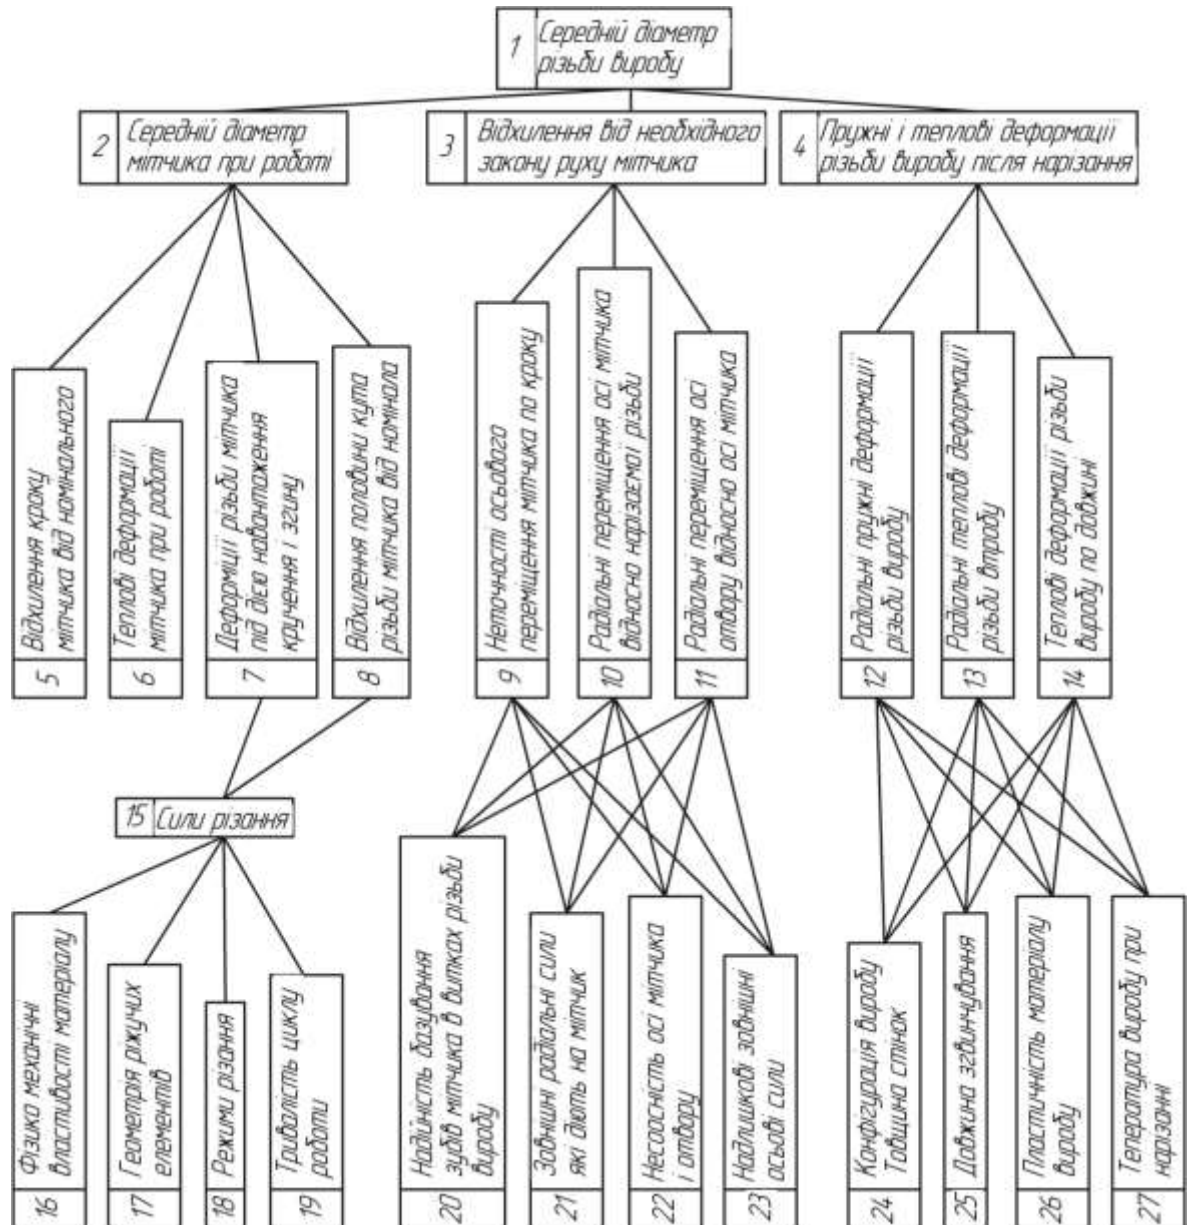 1 Середній діаметр
різьби виробу
2 Середній діаметр
мітчика при роботі
3 Відхилення від необхідного
закону руху мітчика
4 Пружні і теплові деформації
різьби виробу після нарізання
5 Відхилення кроку
мітчика від номінального
6 Теплові деформації
мітчика при роботі
7 Деформіції різьби мітчика
під дією навантаження
кручення і згину
8 Відхилення половини кута
різьби мітчика від номінала
9 Неточності осьового
переміщення мітчика по кроку
10 Радіальні переміщення осі мітчика
відносно нарізаємої різьби
11 Радіальні переміщення осі
отвору відносно осі мітчика
12 Радіальні пружні деформації
різьби виробу
13 Радіальні теплові деформації
різьби втробу
14 Теплові деформації різьби
виробу по довжині
15 Сили різання
16 Фізико механічні
властивості матеріалу
17 Геометрія ріжучих
елементів
18 Режими різання
19 Тривалість циклу
роботи
20 Надійність базування
зубів мітчика в витках різьби
виробу
21 Зовнішні радіальні сили
які діють на мітчик
22 Несоосність осі мітчика
і отвору
23 Надлишкові зовнішні
осьові сили
24 Конфігурація виробу
Товщина стінок
25 Довжина згвинчування
26 Пластичність матеріалу
виробу
27 Тепература виробу при
нарізанні